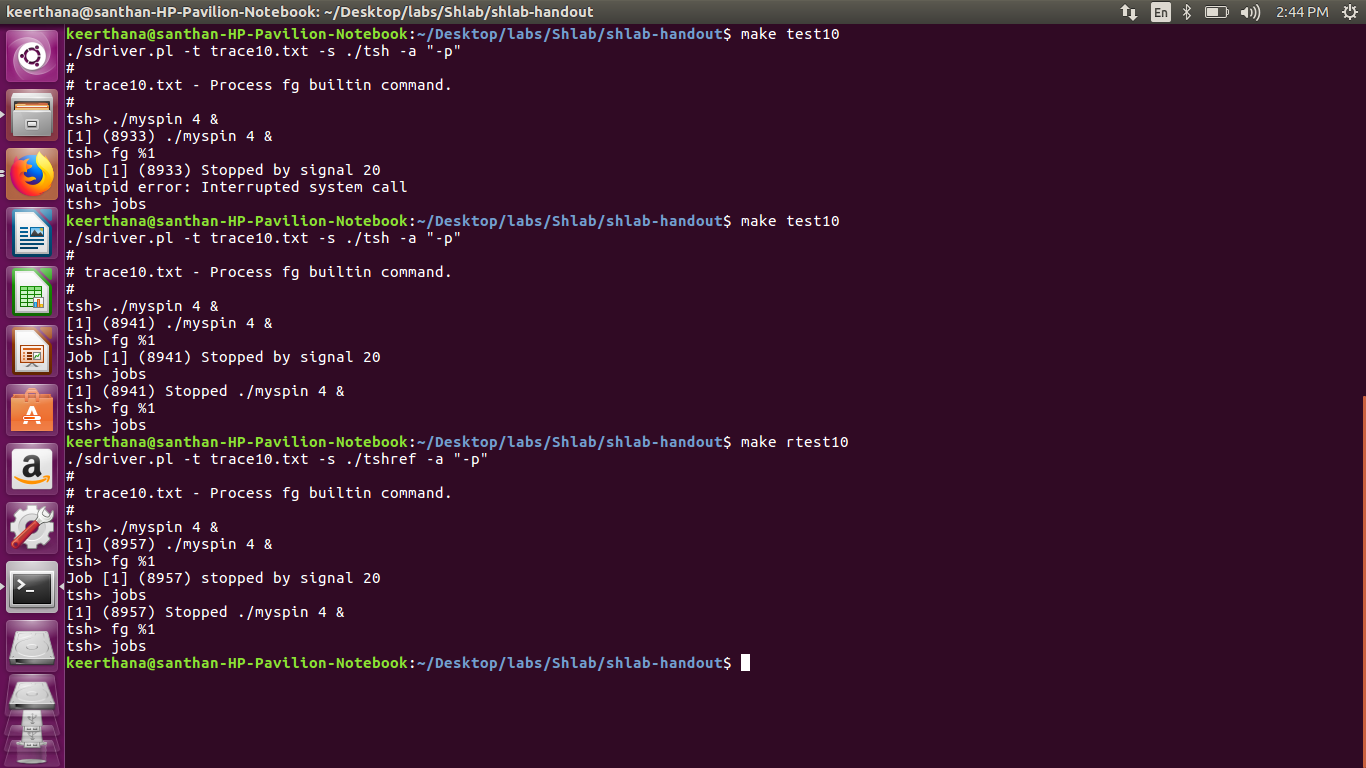 keerthana@santhan-HP-Pavilion-Notebook: ~/Desktop/labs/Shlab/shlab-handout
En
2:44 PM
keerthana@santhan-HP-Pavilion-Notebook:~/Desktop/labs/Shlab/shlab-handout$ make test10
./sdriver.pl -t trace10.txt -s ./tsh -a "-p"
#
# trace10.txt - Process fg builtin command.
#
tsh> ./myspin 4 &
[1] (8933) ./myspin 4 &
tsh> fg %1
Job [1] (8933) Stopped by signal 20
waitpid error: Interrupted system call
tsh> jobs
keerthana@santhan-HP-Pavilion-Notebook:~/Desktop/labs/Shlab/shlab-handout$ make test10
./sdriver.pl -t trace10.txt -s ./tsh -a "-p"
#
# trace10.txt - Process fg builtin command.
#
tsh> ./myspin 4 &
[1] (8941) ./myspin 4 &
tsh> fg %1
Job [1] (8941) Stopped by signal 20
tsh> jobs
[1] (8941) Stopped ./myspin 4 &
tsh> fg %1
tsh> jobs
keerthana@santhan-HP-Pavilion-Notebook:~/Desktop/labs/Shlab/shlab-handout$ make rtest10
./sdriver.pl -t trace10.txt -s ./tshref -a "-p"
#
# trace10.txt - Process fg builtin command.
#
tsh> ./myspin 4 &
[1] (8957) ./myspin 4 &
tsh> fg %1
Job [1] (8957) stopped by signal 20
tsh> jobs
[1] (8957) Stopped ./myspin 4 &
tsh> fg %1
tsh> jobs
keerthana@santhan-HP-Pavilion-Notebook:~/Desktop/labs/Shlab/shlab-handout$